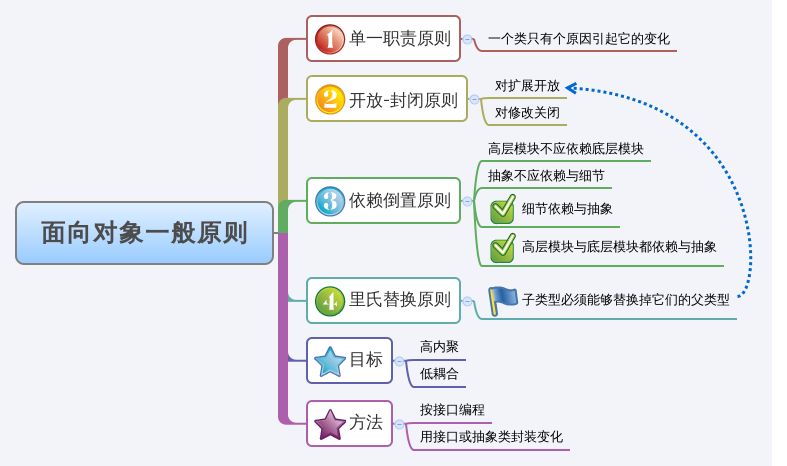 面向对象一般原则
1 单一职责原则
一个类只有个原因引起它的变化
2 开放-封闭原则
对扩展开放
对修改关闭
3 依赖倒置原则
高层模块不应依赖底层模块
抽象不应依赖与细节
细节依赖与抽象
高层模块与底层模块都依赖与抽象
4 里氏替换原则
子类型必须能够替换掉它们的父类型
目标
高内聚
低耦合
方法
按接口编程
用接口或抽象类封装变化